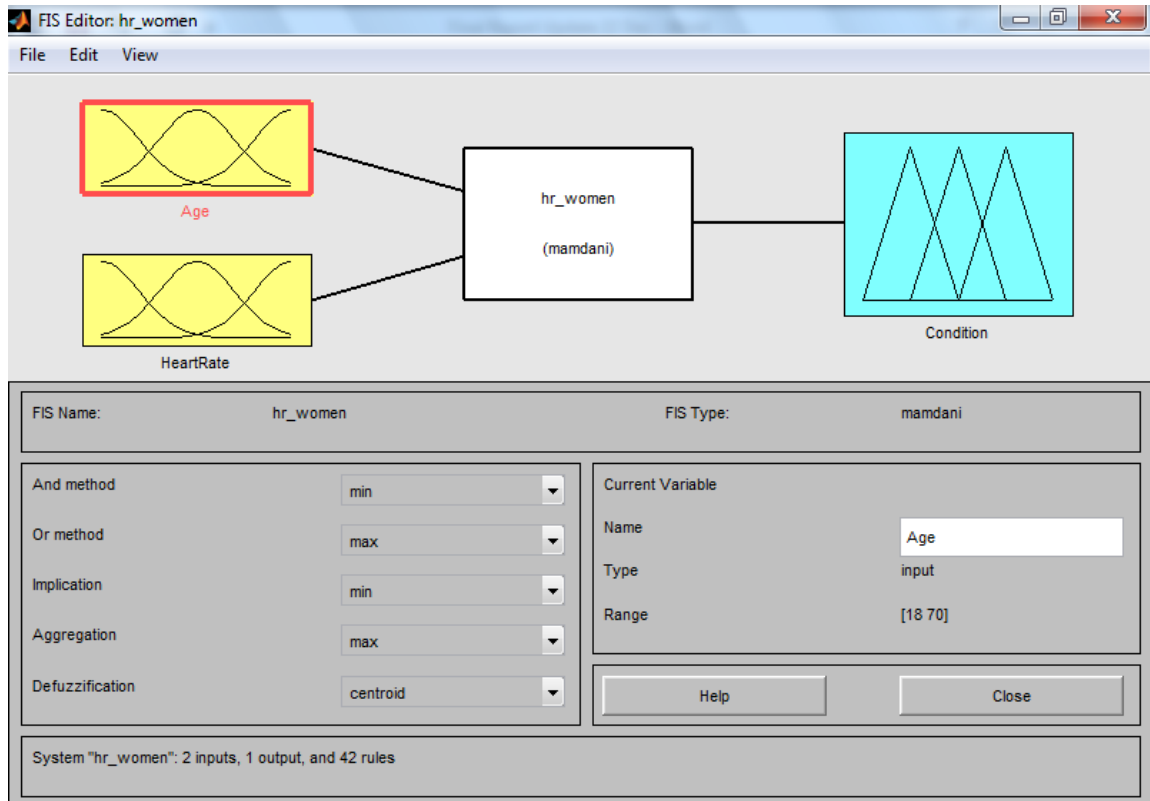 FIS Editor: hr_women
File Edit View
Age
HeartRate
hr_women
(mamdani)
Condition
FIS Name: hr_women FIS Type: mamdani
And method min
Or method max
Implication min
Aggregation max
Defuzzification centroid
Current Variable
Name Age
Type input
Range [18 70]
Help Close
System "hr_women": 2 inputs, 1 output, and 42 rules